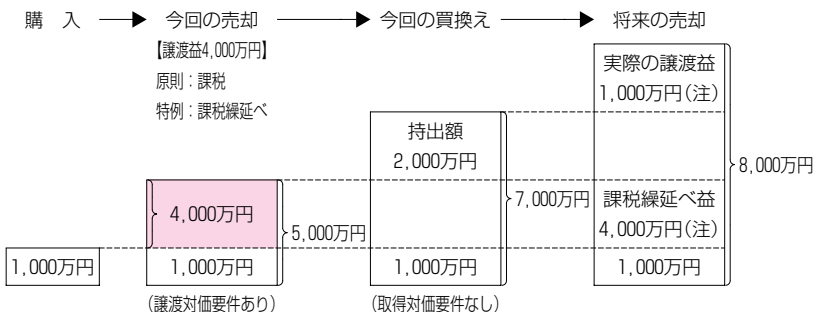 購 入
今回の売却
今回の買換え
将来の売却
【譲渡益4,000万円】
原則：課税
特例：課税繰延べ
実際の譲渡益
1,000万円(注)
持出額
2,000万円
8,000万円
4,000万円
5,000万円
7,000万円
課税繰延べ益
4,000万円(注)
1,000万円
1,000万円
1,000万円
1,000万円
(譲渡対価要件あり)
(取得対価要件なし)